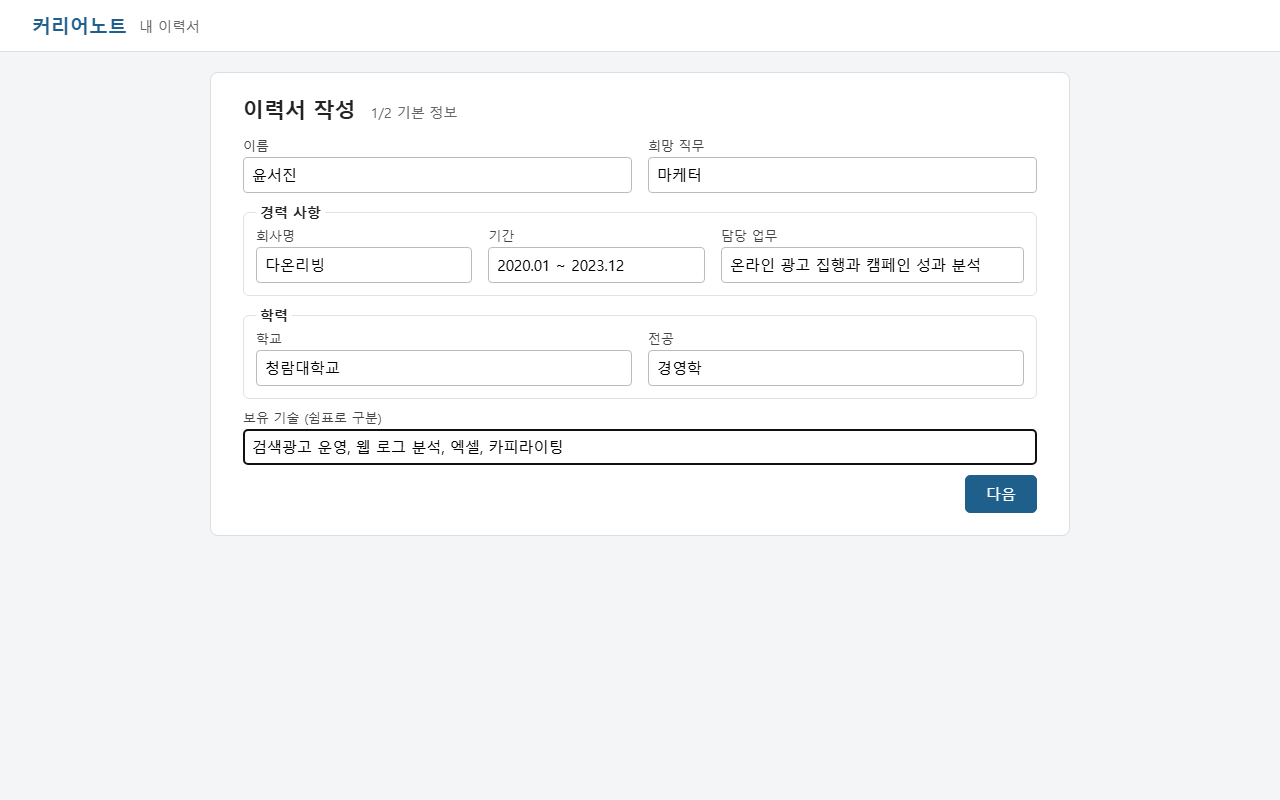 커리어노트 내 이력서
이력서 작성 1/2 기본 정보
이름 희망 직무
윤서진 마케터
경력 사항
회사명 기간 담당 업무
다온리빙 2020.01 ~ 2023.12 온라인 광고 집행과 캠페인 성과 분석
학력
학교 전공
청람대학교 경영학
보유 기술 (쉼표로 구분)
검색광고 운영, 웹 로그 분석, 엑셀, 카피라이팅
다음